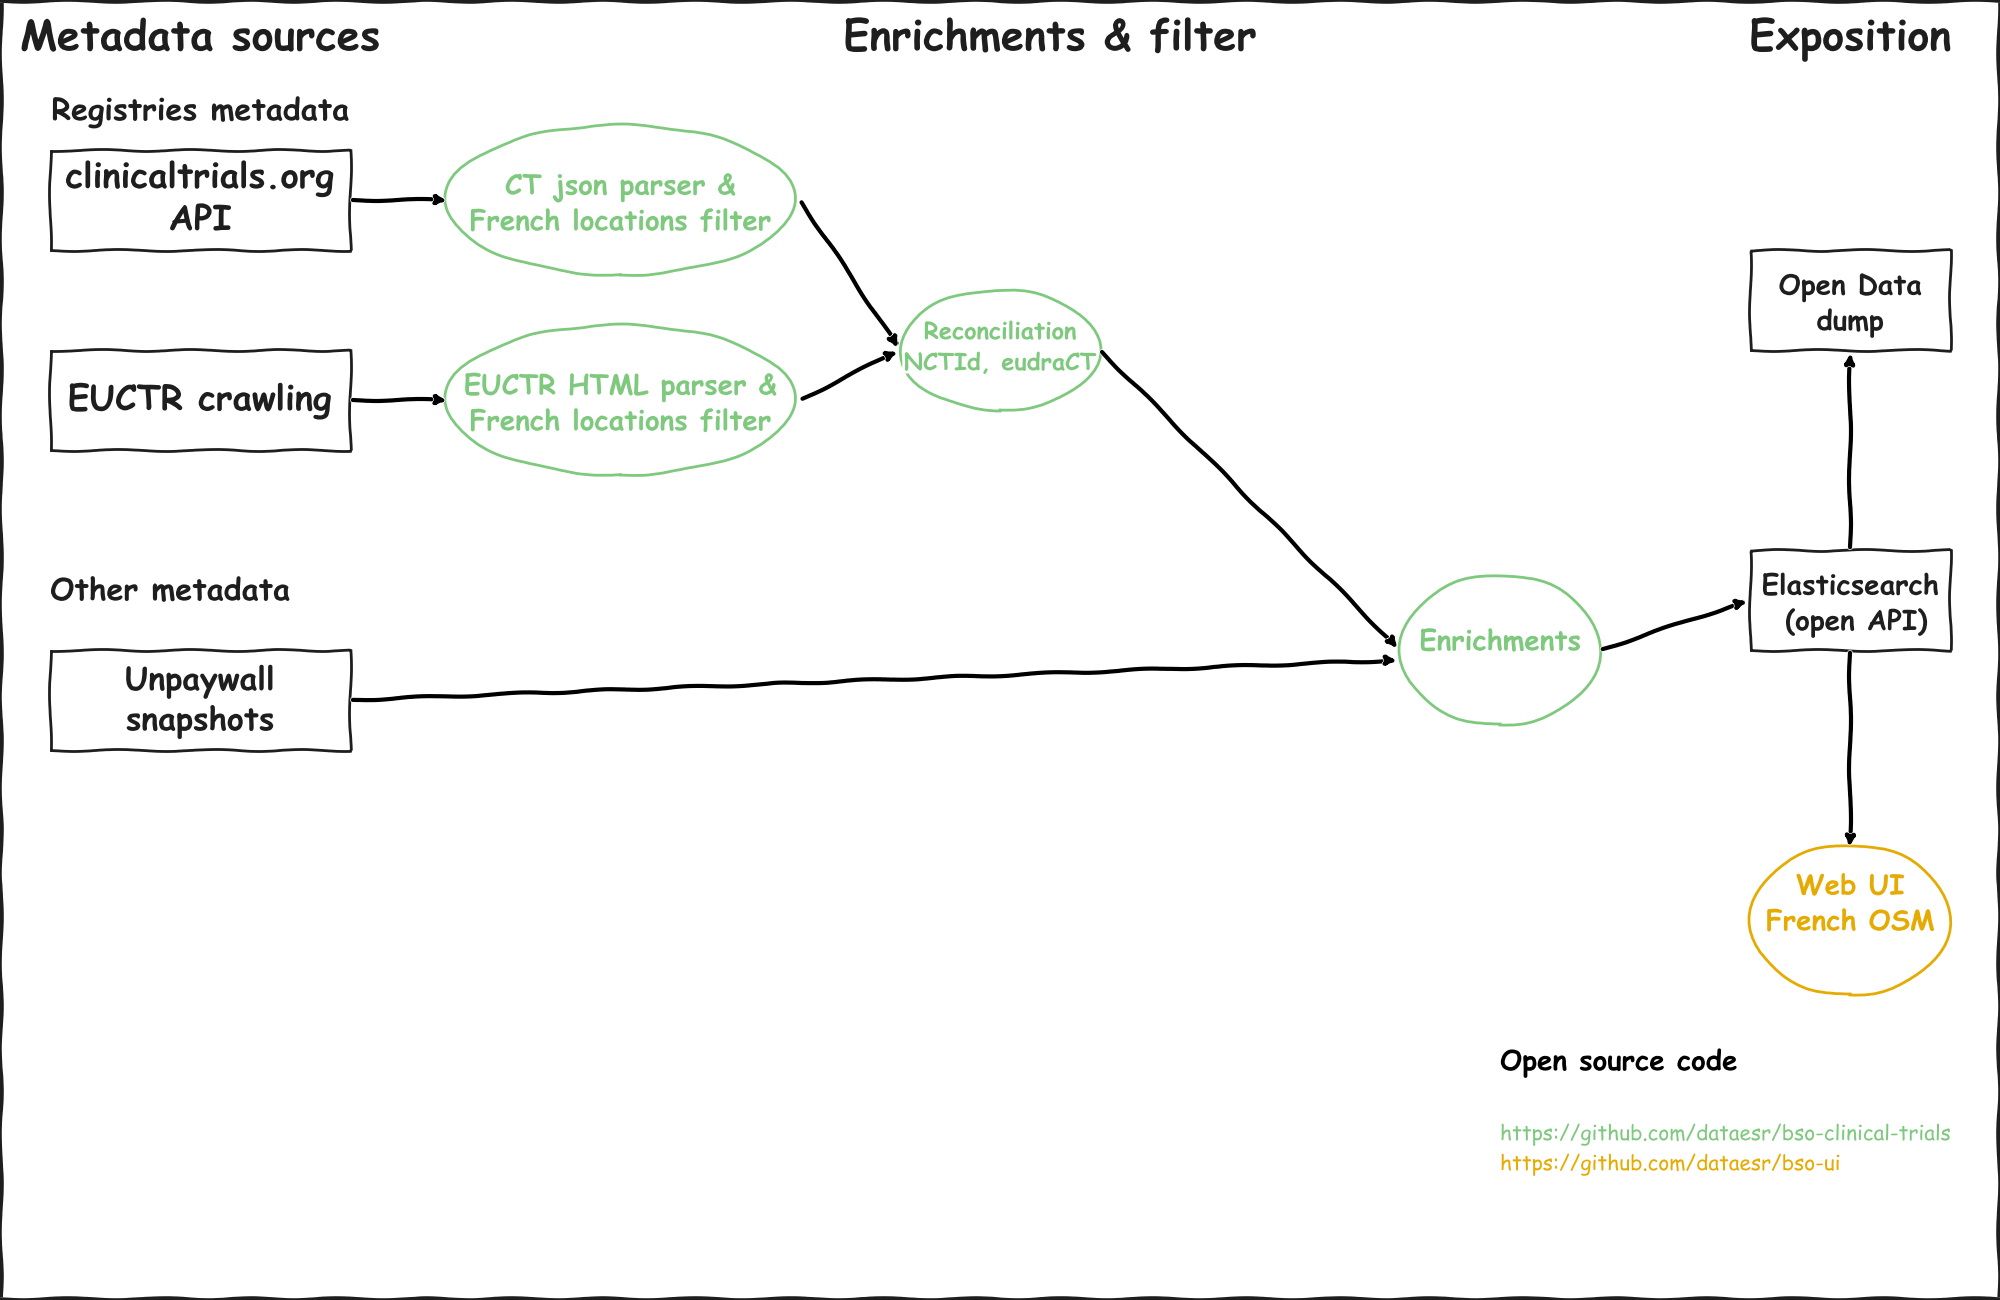 Metadata sources
Enrichments & filter
Exposition
Registries metadata
clinicaltrials.org
API
CT json parser &
French locations filter
EUCTR crawling
EUCTR HTML parser &
French locations filter
Reconciliation
NCTId, eudraCT
Other metadata
Unpaywall
snapshots
Enrichments
Open Data
dump
Elasticsearch
(open API)
Web UI
French OSM
Open source code
https://github.com/dataesr/bso-clinical-trials
https://github.com/dataesr/bso-ui